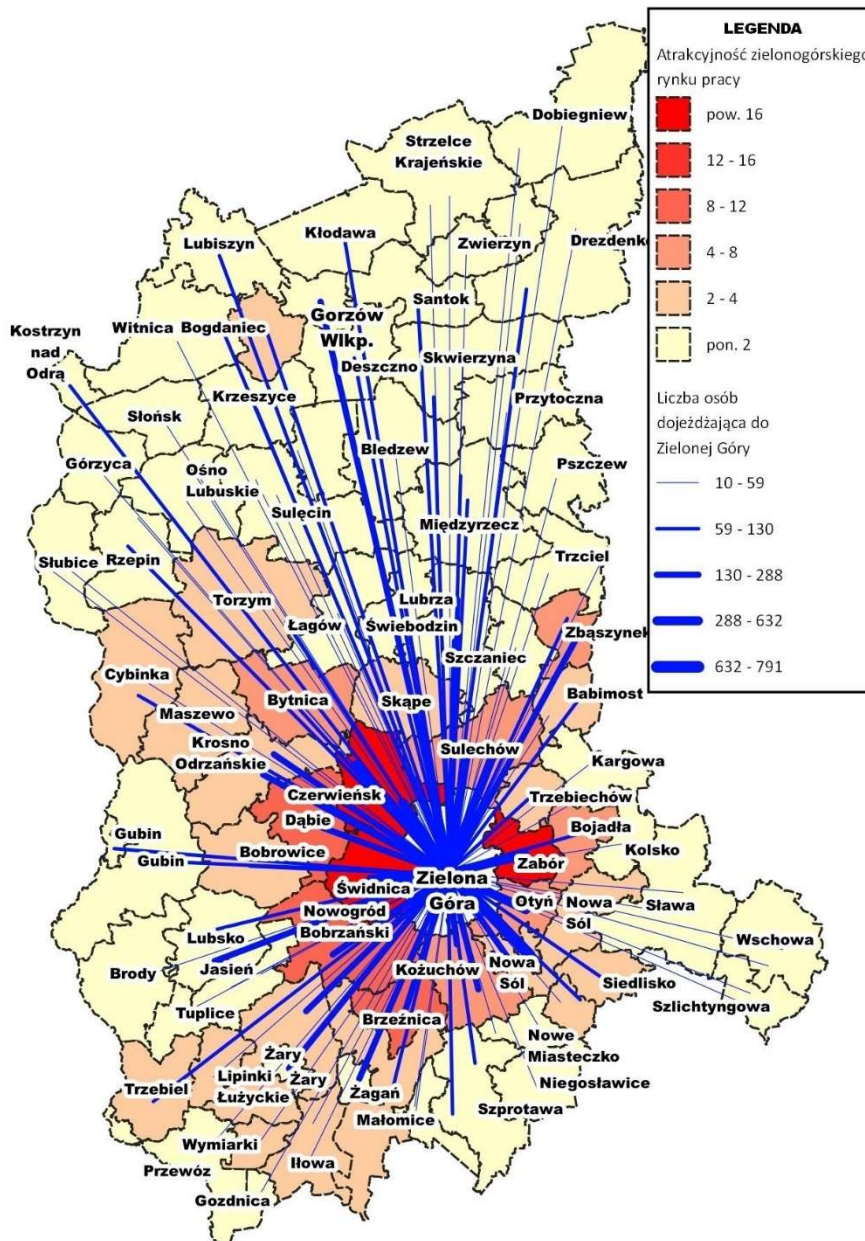 LEGENDA
Atrakcyjność zielonogórskiego
rynku pracy
pow. 16
12 - 16
8 - 12
4 - 8
2 - 4
pon. 2
Liczba osób
dojeżdżająca do
Zielonej Góry
10 - 59
59 - 130
130 - 288
288 - 632
632 - 791
Dobiegniew
Strzelce
Krajeńskie
Lubiszyn
Kłodawa
Zwierzyn
Drezdenko
Santok
Kostrzyn
nad
Odrą
Witnica
Bogdaniec
Gorzów
Wlkp.
Deszczno
Skwierzyna
Krzeszyce
Przytoczna
Słońsk
Bledzew
Górzyca
Ośno
Lubuskie
Pszczew
Sulęcin
Międzyrzecz
Słubice
Rzepin
Trzciel
Torzym
Lubrza
Łagów
Świebodzin
Zbąszynek
Szczaniec
Cybinka
Bytnica
Skąpe
Babimost
Maszewo
Krosno
Odrzańskie
Sulechów
Kargowa
Czerwieńsk
Trzebiechów
Dąbie
Bojadła
Gubin
Bobrowice
Kolsko
Gubin
Zabór
Zielona
Góra
Świdnica
Otyń
Nowa
Sól
Sława
Nowogród
Bobrzański
Lubsko
Wschowa
Brody
Jasień
Kożuchów
Nowa
Sól
Siedlisko
Szlichtyngowa
Tuplice
Brzeźnica
Nowe
Miasteczko
Żary
Trzebiel
Lipinki
Łużyckie
Żary
Żagań
Niegosławice
Małomice
Szprotawa
Wymiarki
Przewóz
Iłowa
Gozdnica